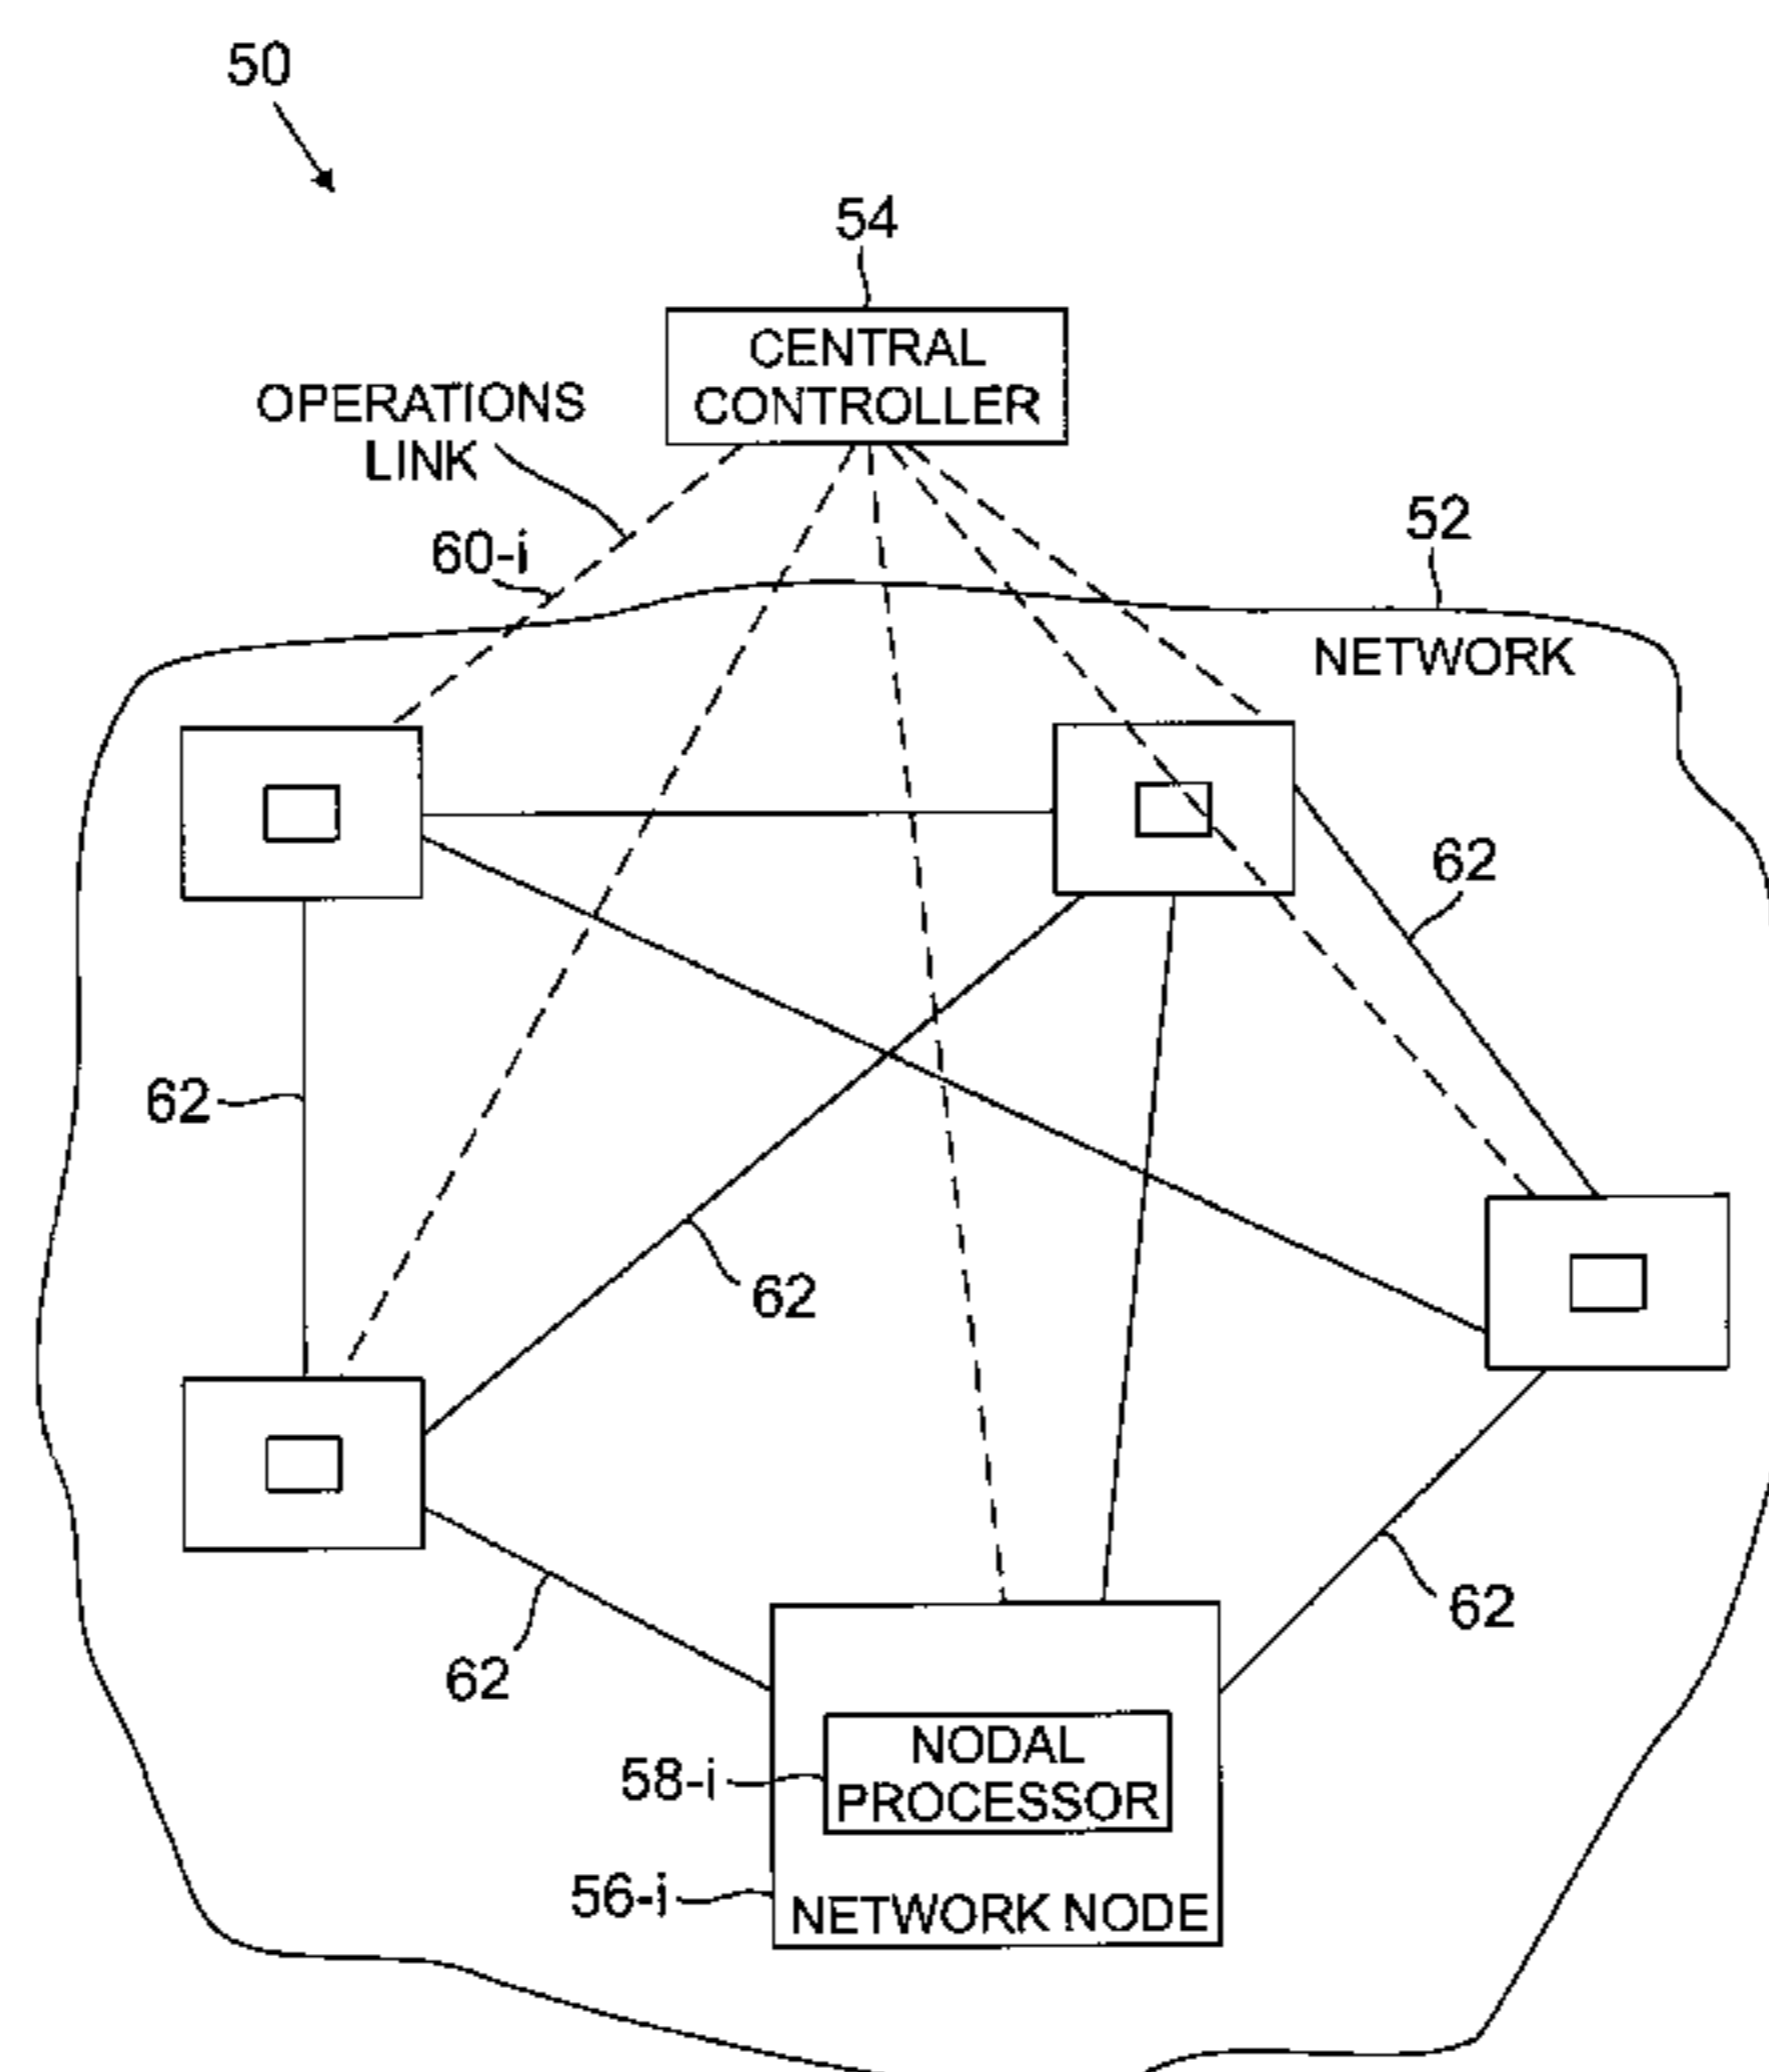 50
54
CENTRAL
CONTROLLER
OPERATIONS
LINK
60-i
52
NETWORK
62
62
62
62
62
58-i
NODAL
PROCESSOR
56-i
NETWORK NODE